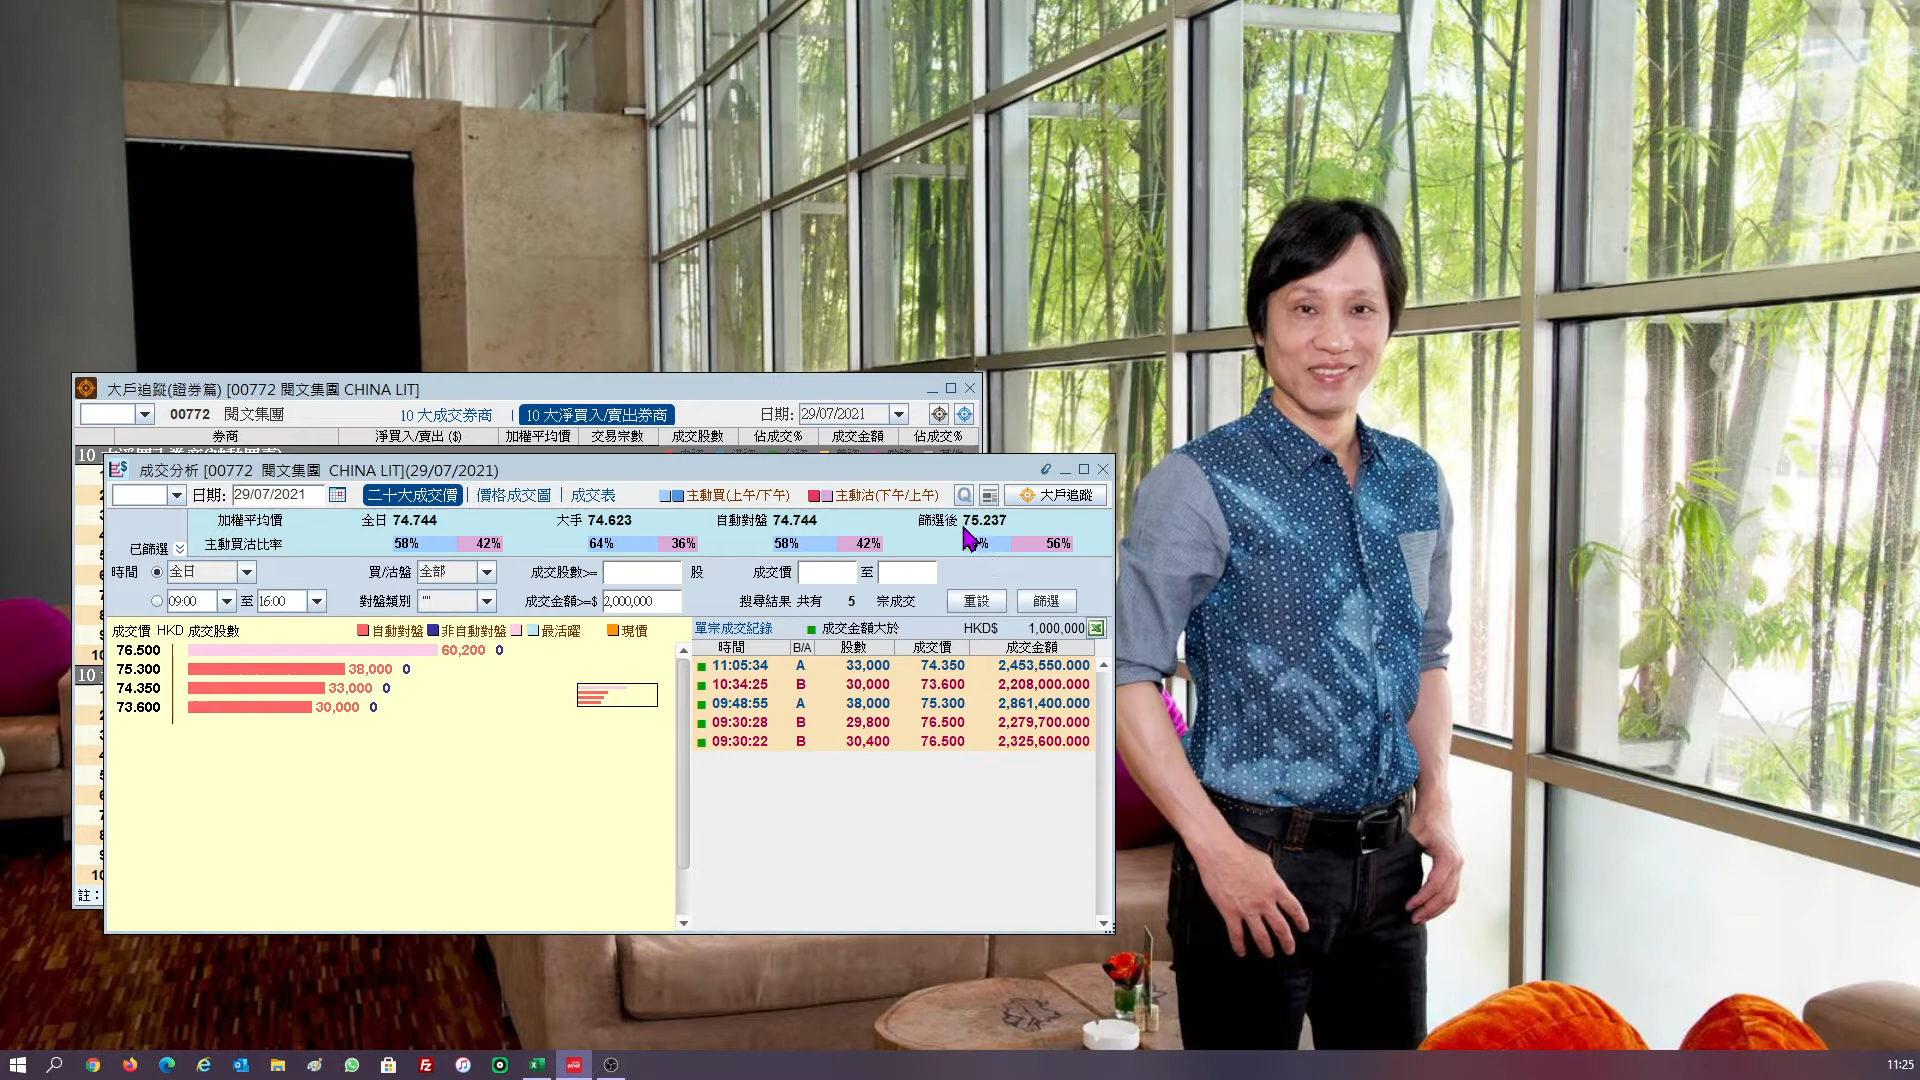 大戶追蹤(證券篇) [00772 閱文集團 CHINA LIT]
00772 閱文集團 10 大成交券商 | 10 大淨買入/賣出券商 日期: 29/07/2021
券商 淨買入/賣出 ($) 加權平均價 交易宗數 成交股數 佔成交% 成交金額 佔成交%
10
成交分析 [00772 閱文集團 CHINA LIT](29/07/2021)
日期: 29/07/2021 二十大成交價 | 價格成交圖 | 成交表 主動買(上午/下午) 主動沽(下午/上午) 大戶追蹤
加權平均價 全日 74.744 大手 74.623 自動對盤 74.744 篩選後 75.237
已篩選 主動買沽比率 58% 42% 64% 36% 58% 42% % 56%
時間 全日 買/沽盤 全部 成交股數>= 股 成交價 至
09:00 至 16:00 對盤類別 "" 成交金額>=$ 2,000,000 搜尋結果 共有 5 宗成交 重設 篩選
成交價 HKD 成交股數 自動對盤 非自動對盤 最活躍 現價
76.500 60,200 0
75.300 38,000 0
74.350 33,000 0
73.600 30,000 0
單宗成交紀錄 成交金額大於 HKD$ 1,000,000
時間 B/A 股數 成交價 成交金額
11:05:34 A 33,000 74.350 2,453,550.000
10:34:25 B 30,000 73.600 2,208,000.000
09:48:55 A 38,000 75.300 2,861,400.000
09:30:28 B 29,800 76.500 2,279,700.000
09:30:22 B 30,400 76.500 2,325,600.000
10
註：
11:25